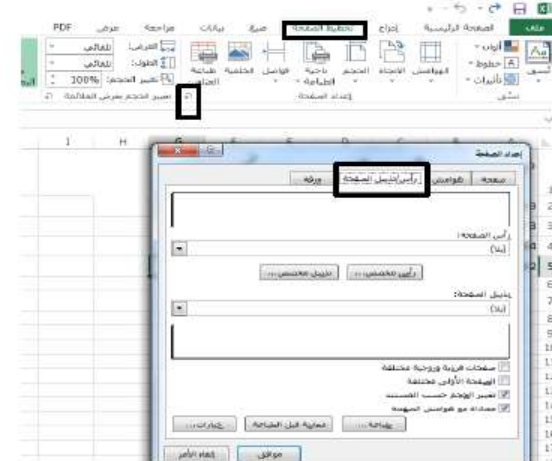 ملف الصفحة الرئيسية إدراج تخطيط الصفحة صيغ بيانات مراجعة عرض PDF
ألوان
خطوط
تأثيرات
نسق
الهوامش الاتجاه الحجم ناحية الطباعة فواصل الخلفية طباعة
العرض: تلقائي
الطول: تلقائي
تغيير الحجم: 100%
إعداد الصفحة
تغيير الحجم بغرض الملائمة
I H G
إعداد الصفحة
صفحة هوامش رأس/تذييل الصفحة ورقة
رأس الصفحة:
(بلا)
رأس مخصص... تذييل مخصص...
تذييل الصفحة:
(بلا)
صفحات فردية وزوجية مختلفة
الصفحة الأولى مختلفة
تغيير الحجم حسب المستند
محاذاة مع هوامش الصفحة
طباعة... معاينة قبل الطباعة خيارات...
موافق إلغاء الأمر